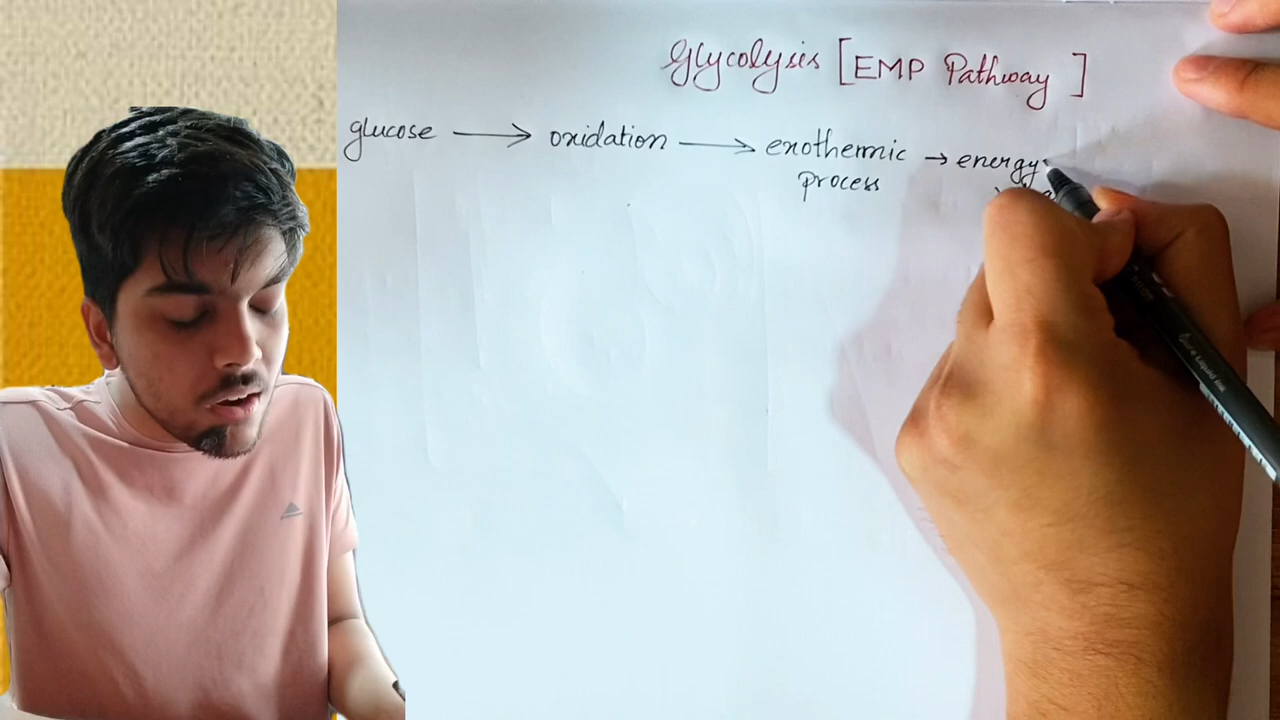 Glycolysis [EMP Pathway]
glucose → oxidation → exothermic → energy
process